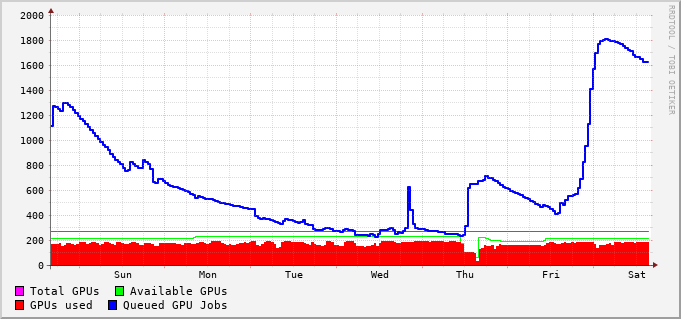 2000
1800
1600
1400
1200
1000
800
600
400
200
0
Sun Mon Tue Wed Thu Fri Sat
Total GPUs Available GPUs
GPUs used Queued GPU Jobs
RRDTOOL / TOBI OETIKER